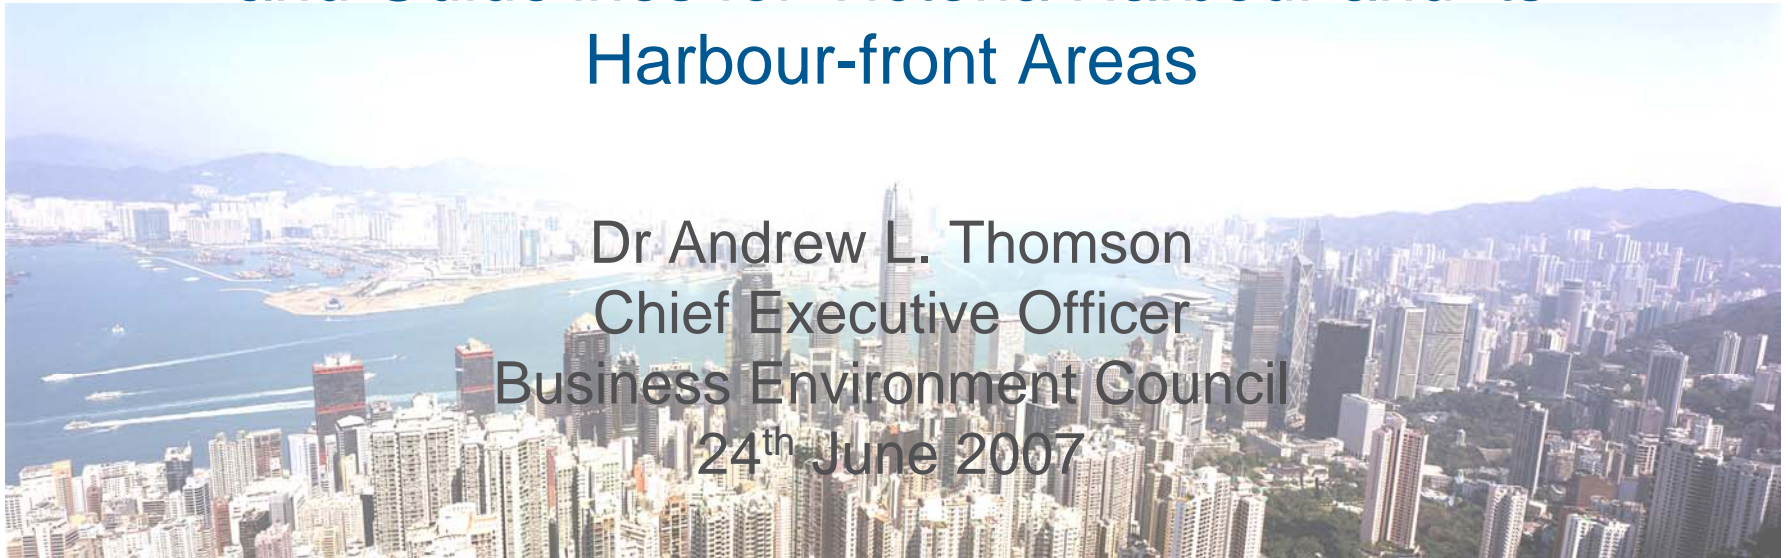 Harbour-front Areas
Dr Andrew L. Thomson
Chief Executive Officer
Business Environment Council
24th June 2007